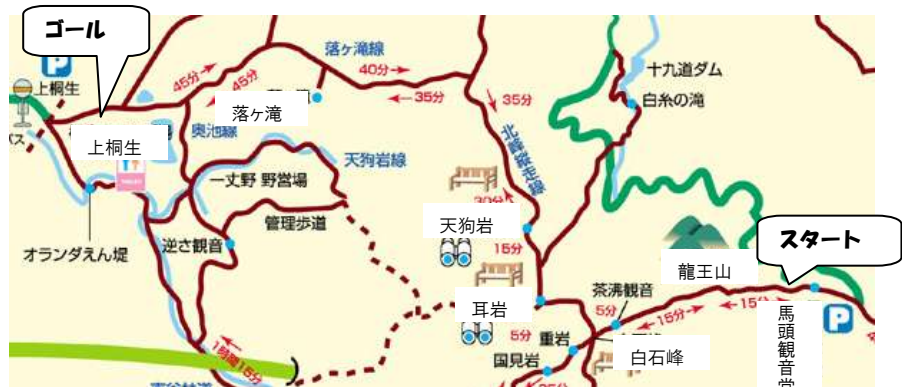 ゴール
上桐生
上桐生
落ヶ滝線
45分→
←45分
40分→
←35分
落ヶ滝
奥池線
天狗岩線
一丈野 野営場
管理歩道
逆さ観音
オランダえん堤
1時間15分
35分
北峰縦走線
天狗岩
15分
耳岩
5分
重岩
国見岩
十九道ダム
白糸の滝
龍王山
スタート
茶沸観音
5分
←15分
←15分→
白石峰
馬頭観音堂
P
P